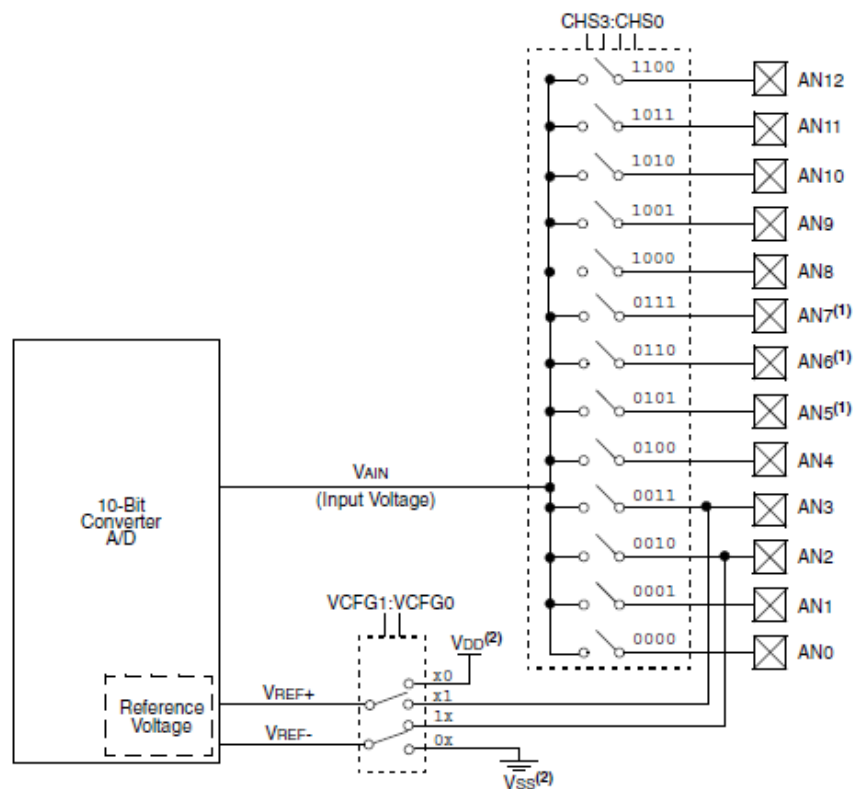 CHS3:CHS0
1100 AN12
1011 AN11
1010 AN10
1001 AN9
1000 AN8
0111 AN7(1)
0110 AN6(1)
0101 AN5(1)
0100 AN4
VAIN
(Input Voltage)
0011 AN3
10-Bit
Converter
A/D
0010 AN2
0001 AN1
VCFG1:VCFG0
0000 AN0
VDD(2)
x0
Reference
Voltage
VREF+
x1
1x
VREF-
0x
VSS(2)